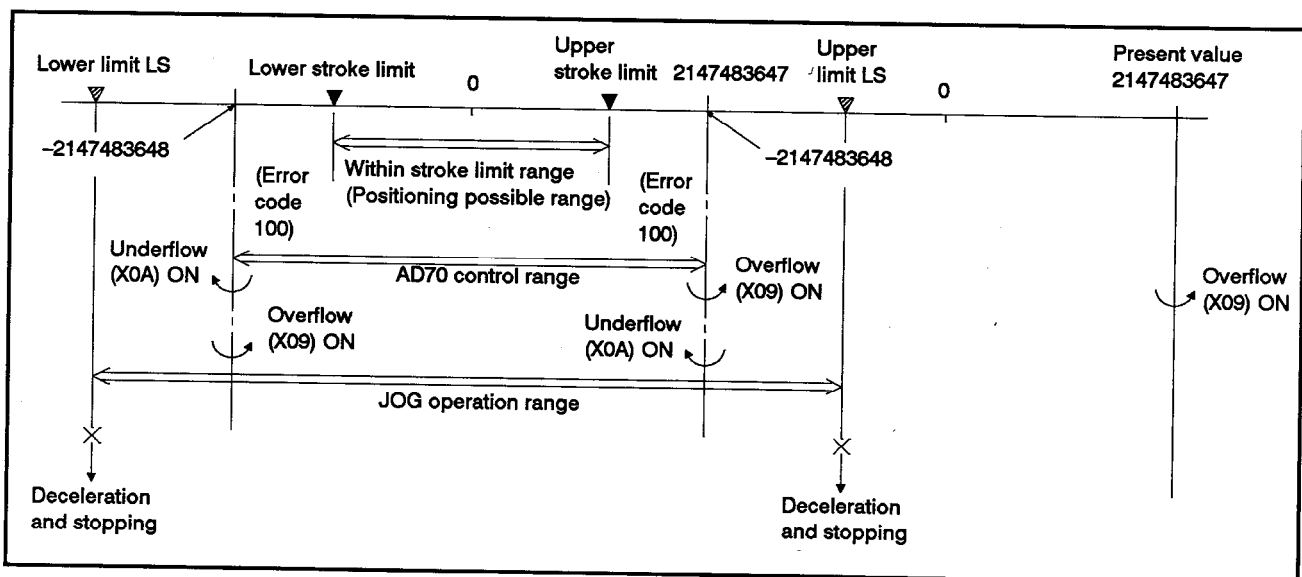 Lower limit LS
Lower stroke limit
0
Upper
stroke limit
2147483647
Upper
limit LS
0
Present value
2147483647
–2147483648
–2147483648
Within stroke limit range
(Positioning possible range)
(Error
code
100)
(Error
code
100)
Underflow
(X0A) ON
AD70 control range
Overflow
(X09) ON
Overflow
(X09) ON
Overflow
(X09) ON
Underflow
(X0A) ON
JOG operation range
Deceleration
and stopping
Deceleration
and stopping